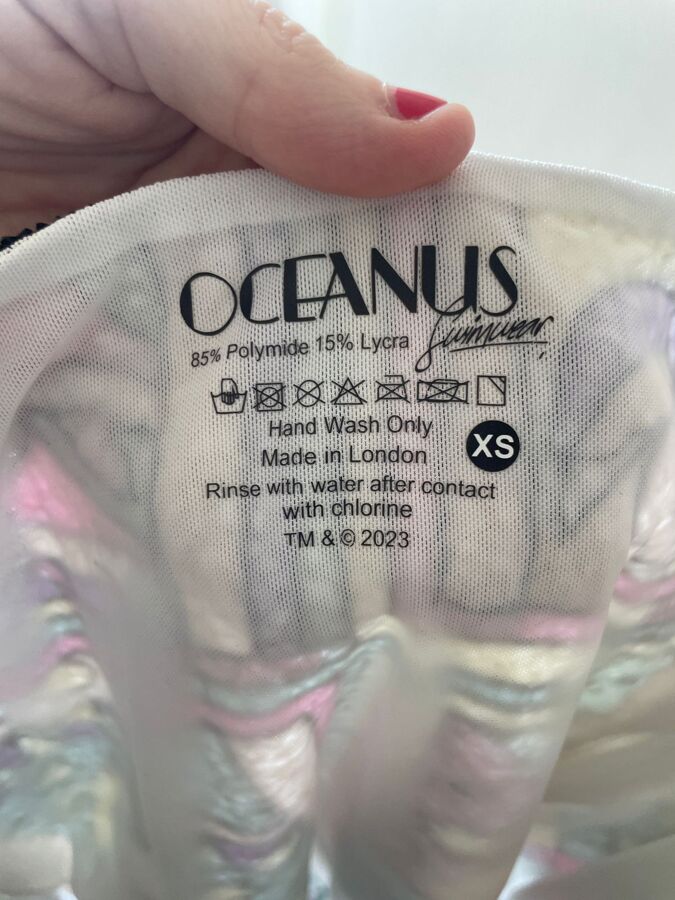 OCEANUS
85% Polymide 15% Lycra Swimwear
Hand Wash Only
Made in London
XS
Rinse with water after contact
with chlorine
TM & © 2023